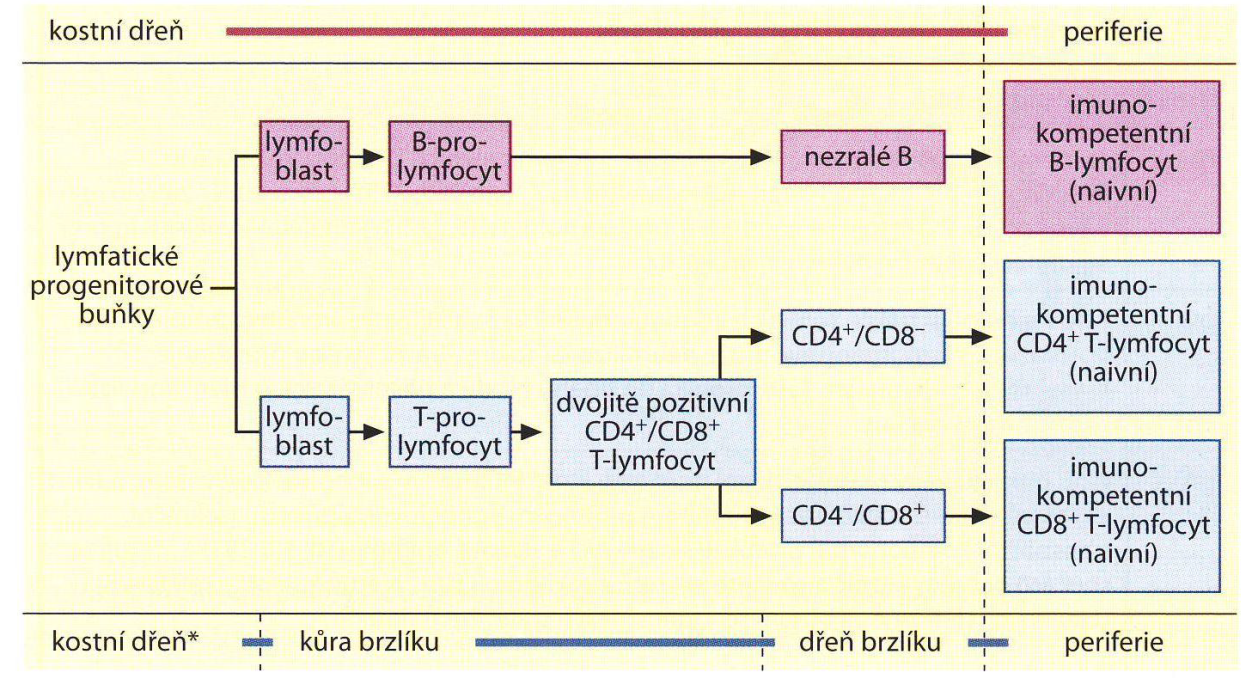 kostní dřeň
periferie
lymfo-
blast
B-pro-
lymfocyt
nezralé B
imuno-
kompetentní
B-lymfocyt
(naivní)
lymfatické
progenitorové
buňky
lymfo-
blast
T-pro-
lymfocyt
dvojitě pozitivní
CD4⁺/CD8⁺
T-lymfocyt
CD4⁺/CD8⁻
imuno-
kompetentní
CD4⁺ T-lymfocyt
(naivní)
CD4⁻/CD8⁺
imuno-
kompetentní
CD8⁺ T-lymfocyt
(naivní)
kostní dřeň*
kůra brzlíku
dřeň brzlíku
periferie